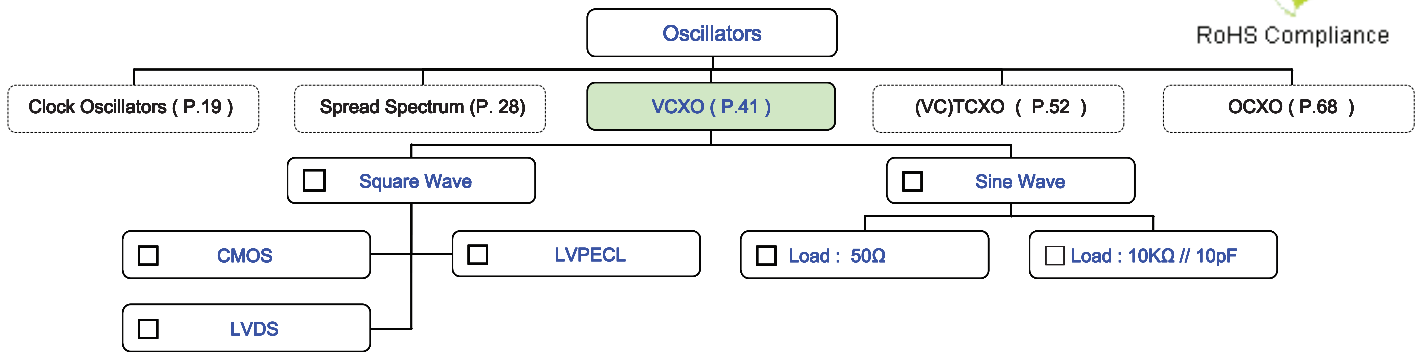 Oscillators
RoHS Compliance
Clock Oscillators ( P.19 )
Spread Spectrum (P. 28)
VCXO ( P.41 )
(VC)TCXO ( P.52 )
OCXO ( P.68 )
Square Wave
Sine Wave
CMOS
LVPECL
Load : 50Ω
Load : 10KΩ // 10pF
LVDS